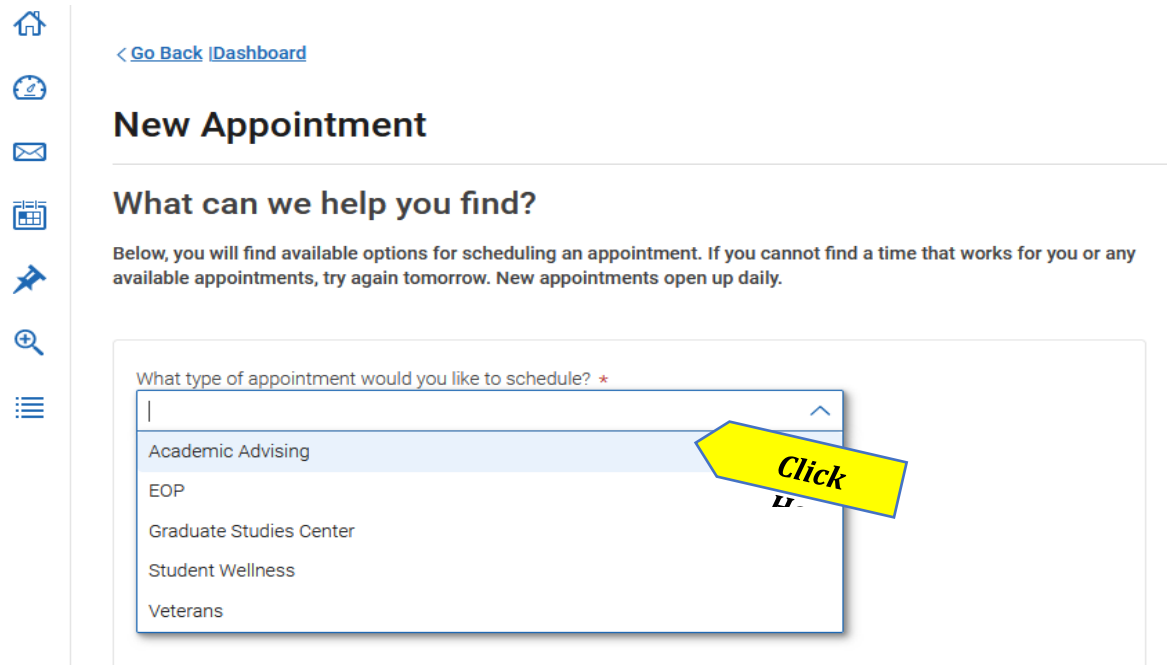 Go Back |Dashboard
New Appointment
What can we help you find?
Below, you will find available options for scheduling an appointment. If you cannot find a time that works for you or any
available appointments, try again tomorrow. New appointments open up daily.
What type of appointment would you like to schedule? *
Academic Advising
EOP
Graduate Studies Center
Student Wellness
Veterans
Click